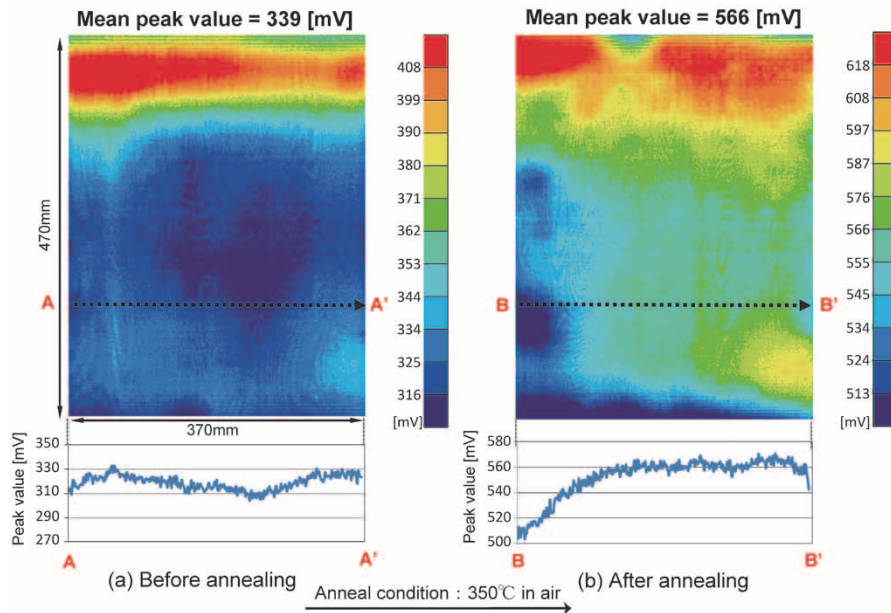 Mean peak value = 339 [mV]
Mean peak value = 566 [mV]
408
399
390
380
371
362
353
344
334
325
316
[mV]
618
608
597
587
576
566
555
545
534
524
513
[mV]
470mm
370mm
A
A'
B
B'
Peak value [mV]
350
330
310
290
270
A
A'
Peak value [mV]
580
560
540
520
500
B
B'
(a) Before annealing
(b) After annealing
Anneal condition : 350℃ in air